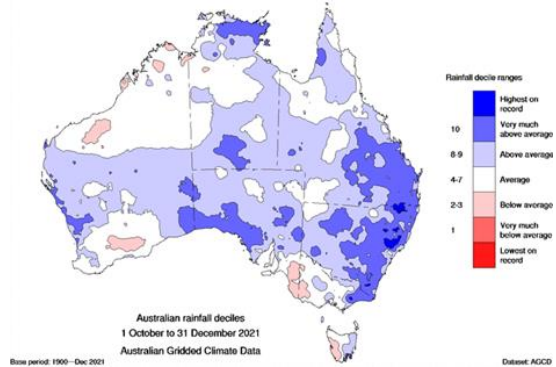 Rainfall decile ranges
Highest on
record
10
Very much
above average
8-9
Above average
4-7
Average
2-3
Below average
1
Very much
below average
Lowest on
record
Australian rainfall deciles
1 October to 31 December 2021
Australian Gridded Climate Data
Base period: 1900—Dec 2021
Dataset: AGCD